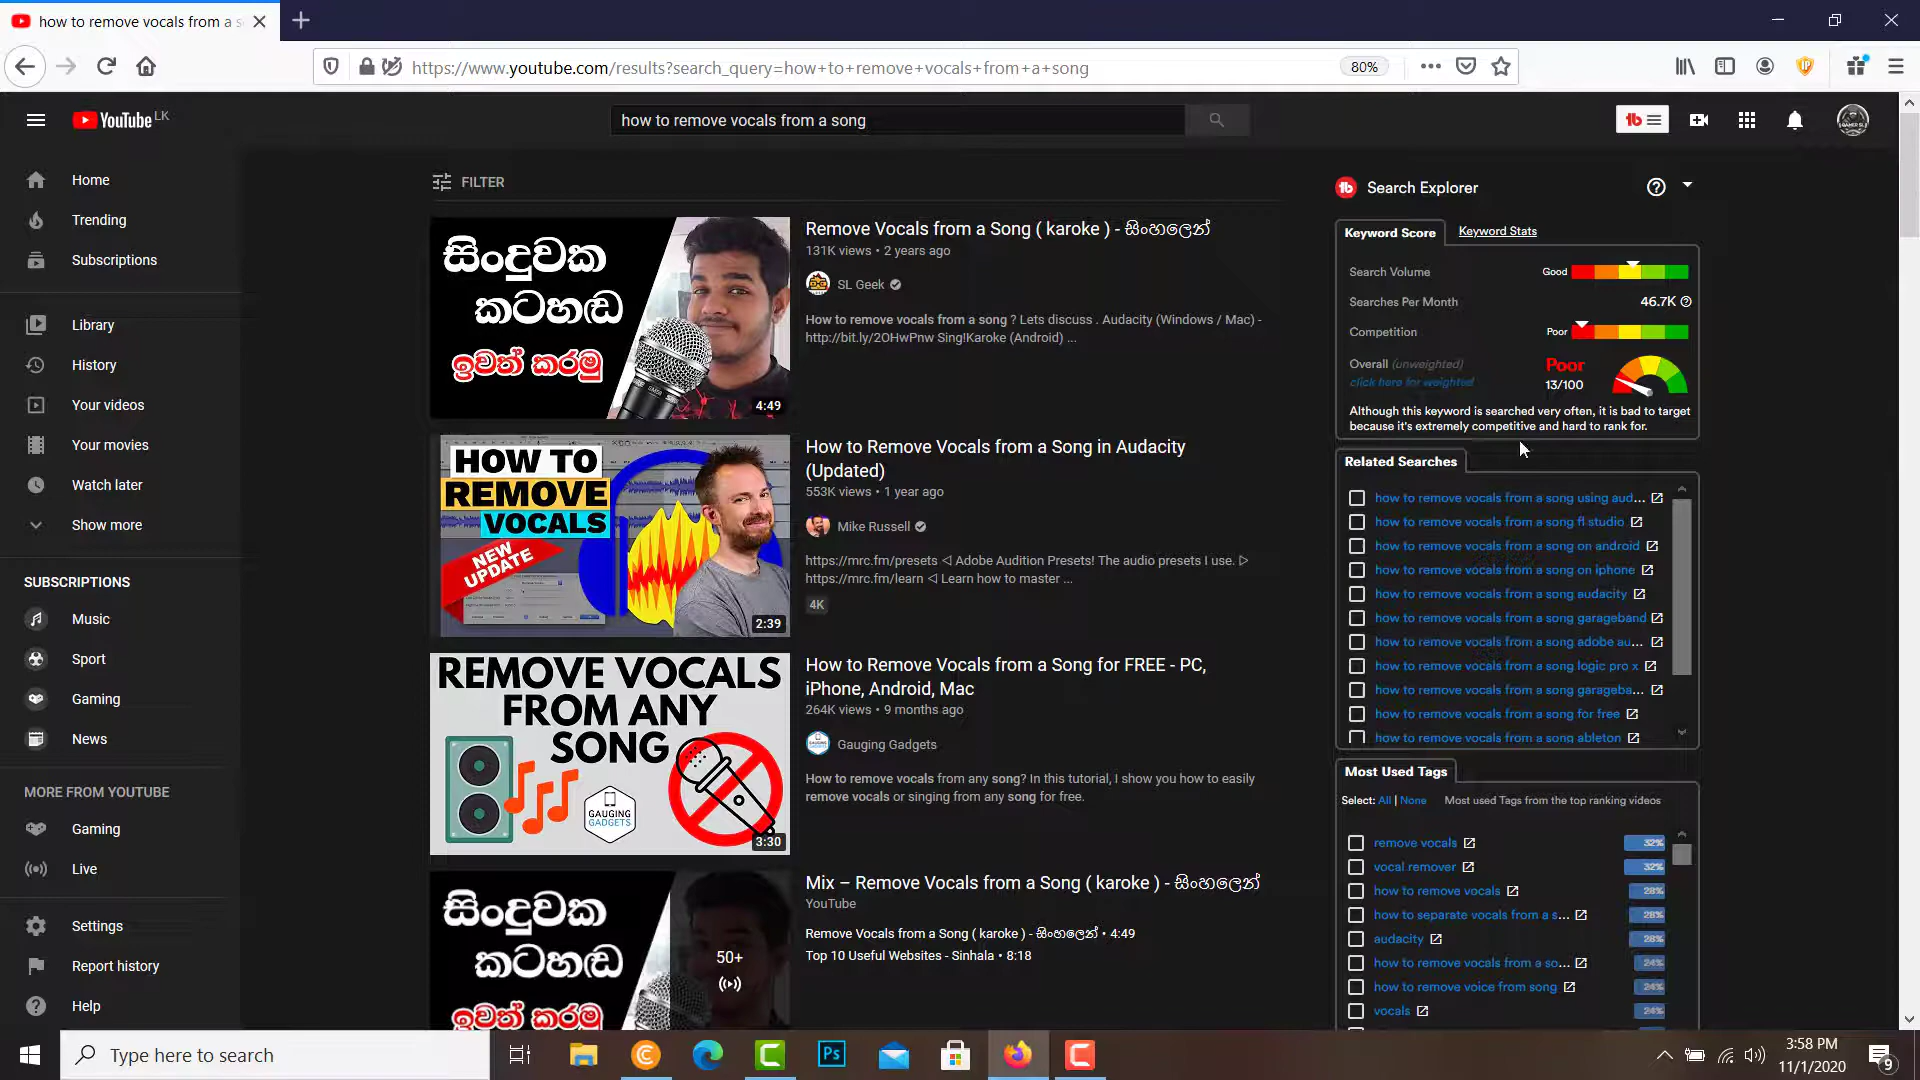 how to remove vocals from a s
https://www.youtube.com/results?search_query=how+to+remove+vocals+from+a+song
80%
YouTube LK
how to remove vocals from a song
Home
Trending
Subscriptions
Library
History
Your videos
Your movies
Watch later
Show more
SUBSCRIPTIONS
Music
Sport
Gaming
News
MORE FROM YOUTUBE
Gaming
Live
Settings
Report history
Help
FILTER
සිංදුවක
කටහඬ
ඉවත් කරමු
4:49
Remove Vocals from a Song ( karoke ) - සිංහලෙන්
131K views • 2 years ago
SL Geek
How to remove vocals from a song ? Lets discuss . Audacity (Windows / Mac) -
http://bit.ly/2OHwPnw Sing!Karoke (Android) ...
HOW TO
REMOVE
VOCALS
NEW
UPDATE
2:39
How to Remove Vocals from a Song in Audacity
(Updated)
553K views • 1 year ago
Mike Russell
https://mrc.fm/presets ◁ Adobe Audition Presets! The audio presets I use. ▷
https://mrc.fm/learn ◁ Learn how to master ...
4K
REMOVE VOCALS
FROM ANY
SONG
GAUGING
GADGETS
3:30
How to Remove Vocals from a Song for FREE - PC,
iPhone, Android, Mac
264K views • 9 months ago
Gauging Gadgets
How to remove vocals from any song? In this tutorial, I show you how to easily
remove vocals or singing from any song for free.
සිංදුවක
කටහඬ
ඉවත් කරමු
50+
Mix – Remove Vocals from a Song ( karoke ) - සිංහලෙන්
YouTube
Remove Vocals from a Song ( karoke ) - සිංහලෙන් • 4:49
Top 10 Useful Websites - Sinhala • 8:18
Search Explorer
Keyword Score
Keyword Stats
Search Volume Good
Searches Per Month 46.7K
Competition Poor
Overall (unweighted) Poor
click here for weighted 13/100
Although this keyword is searched very often, it is bad to target
because it's extremely competitive and hard to rank for.
Related Searches
how to remove vocals from a song using aud...
how to remove vocals from a song fl studio
how to remove vocals from a song on android
how to remove vocals from a song on iphone
how to remove vocals from a song audacity
how to remove vocals from a song garageband
how to remove vocals from a song adobe au...
how to remove vocals from a song logic pro x
how to remove vocals from a song garageba...
how to remove vocals from a song for free
how to remove vocals from a song ableton
Most Used Tags
Select: All | None Most used Tags from the top ranking videos
remove vocals 32%
vocal remover 32%
how to remove vocals 28%
how to separate vocals from a s... 28%
audacity 28%
how to remove vocals from a so... 24%
how to remove voice from song 24%
vocals 24%
Type here to search
Ps
3:58 PM
11/1/2020
9